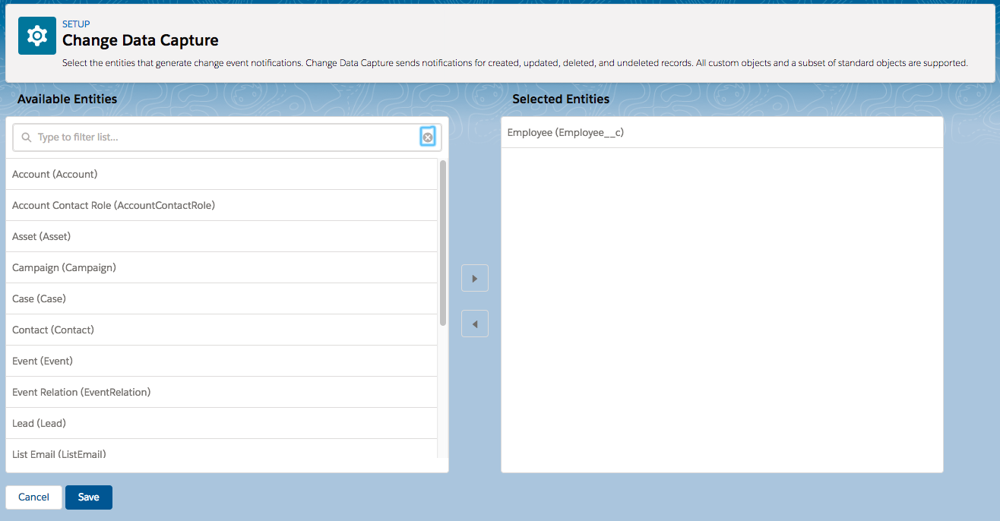 SETUP
Change Data Capture
Select the entities that generate change event notifications. Change Data Capture sends notifications for created, updated, deleted, and undeleted records. All custom objects and a subset of standard objects are supported.
Available Entities
Type to filter list...
Account (Account)
Account Contact Role (AccountContactRole)
Asset (Asset)
Campaign (Campaign)
Case (Case)
Contact (Contact)
Event (Event)
Event Relation (EventRelation)
Lead (Lead)
List Email (ListEmail)
Selected Entities
Employee (Employee__c)
Cancel
Save